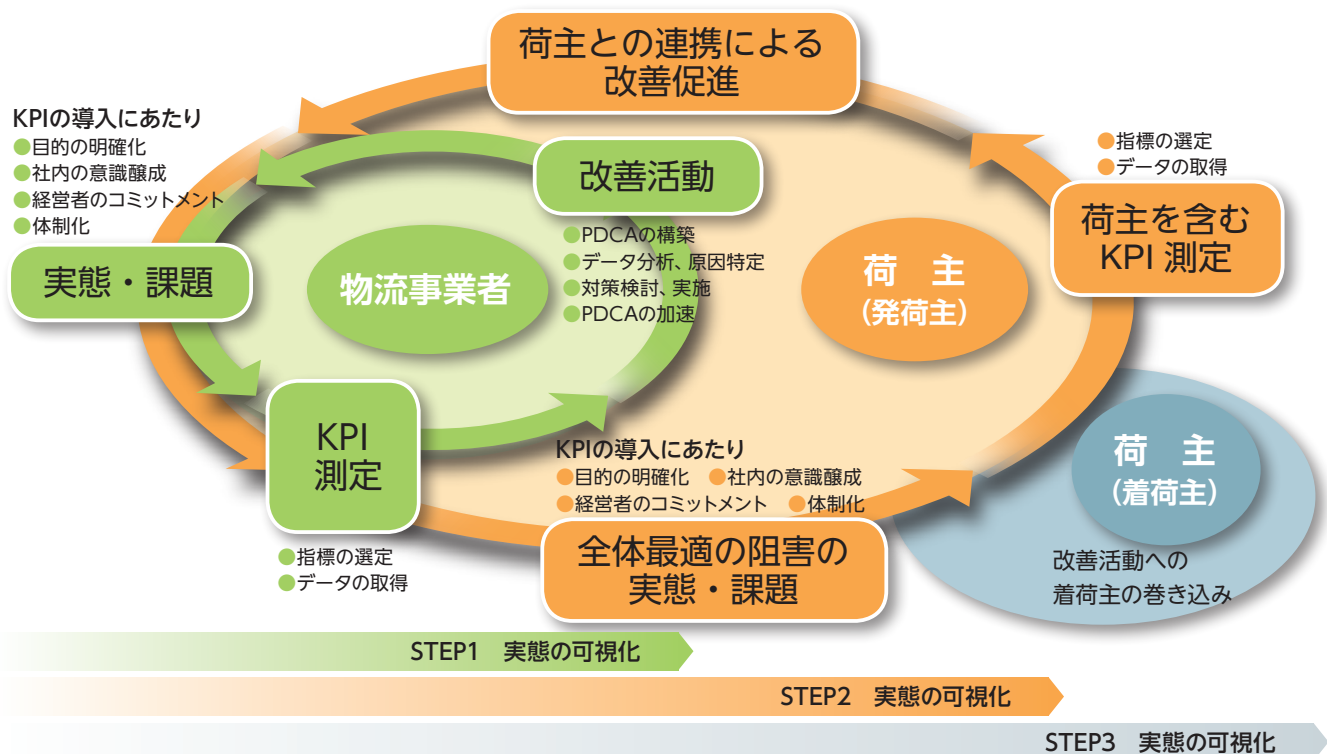 荷主との連携による
改善促進
KPIの導入にあたり
●目的の明確化
●社内の意識醸成
●経営者のコミットメント
●体制化
実態・課題
改善活動
●PDCAの構築
●データ分析、原因特定
●対策検討、実施
●PDCAの加速
物流事業者
荷　主
(発荷主)
●指標の選定
●データの取得
荷主を含む
KPI 測定
KPI
測定
●指標の選定
●データの取得
KPIの導入にあたり
●目的の明確化　●社内の意識醸成
●経営者のコミットメント　●体制化
全体最適の阻害の
実態・課題
荷　主
(着荷主)
改善活動への
着荷主の巻き込み
STEP1　実態の可視化
STEP2　実態の可視化
STEP3　実態の可視化